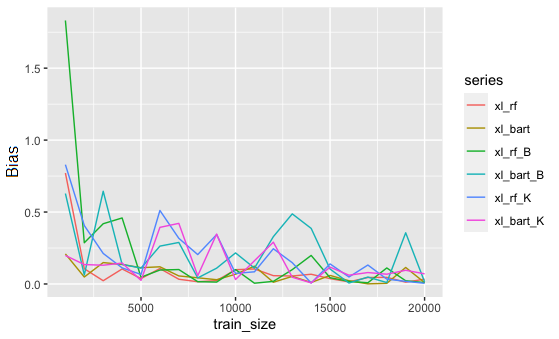 Bias
1.5
1.0
0.5
0.0
5000 10000 15000 20000
train_size
series
xl_rf
xl_bart
xl_rf_B
xl_bart_B
xl_rf_K
xl_bart_K